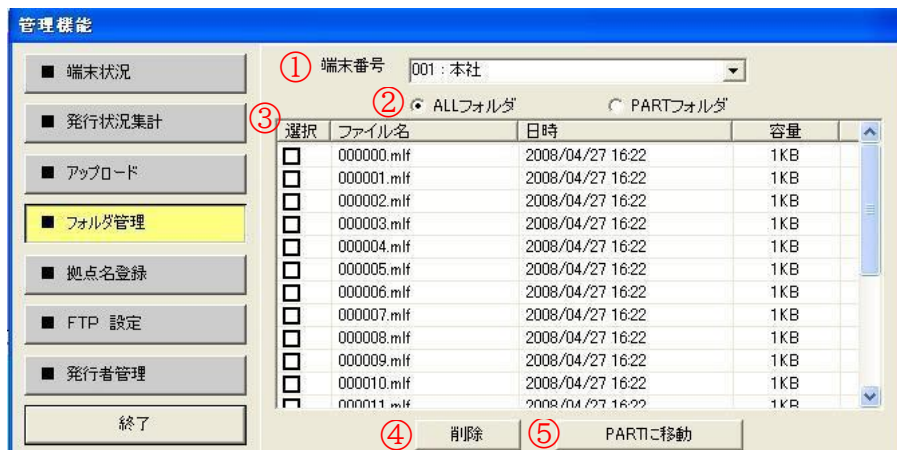 管理機能
■ 端末状況
■ 発行状況集計
■ アップロード
■ フォルダ管理
■ 拠点名登録
■ FTP 設定
■ 発行者管理
終了
① 端末番号 001：本社
② ALLフォルダ PARTフォルダ
③
選択 ファイル名 日時 容量
000000.mlf 2008/04/27 16:22 1KB
000001.mlf 2008/04/27 16:22 1KB
000002.mlf 2008/04/27 16:22 1KB
000003.mlf 2008/04/27 16:22 1KB
000004.mlf 2008/04/27 16:22 1KB
000005.mlf 2008/04/27 16:22 1KB
000006.mlf 2008/04/27 16:22 1KB
000007.mlf 2008/04/27 16:22 1KB
000008.mlf 2008/04/27 16:22 1KB
000009.mlf 2008/04/27 16:22 1KB
000010.mlf 2008/04/27 16:22 1KB
000011.mlf 2008/04/27 16:22 1KB
④ 削除 ⑤ PARTに移動